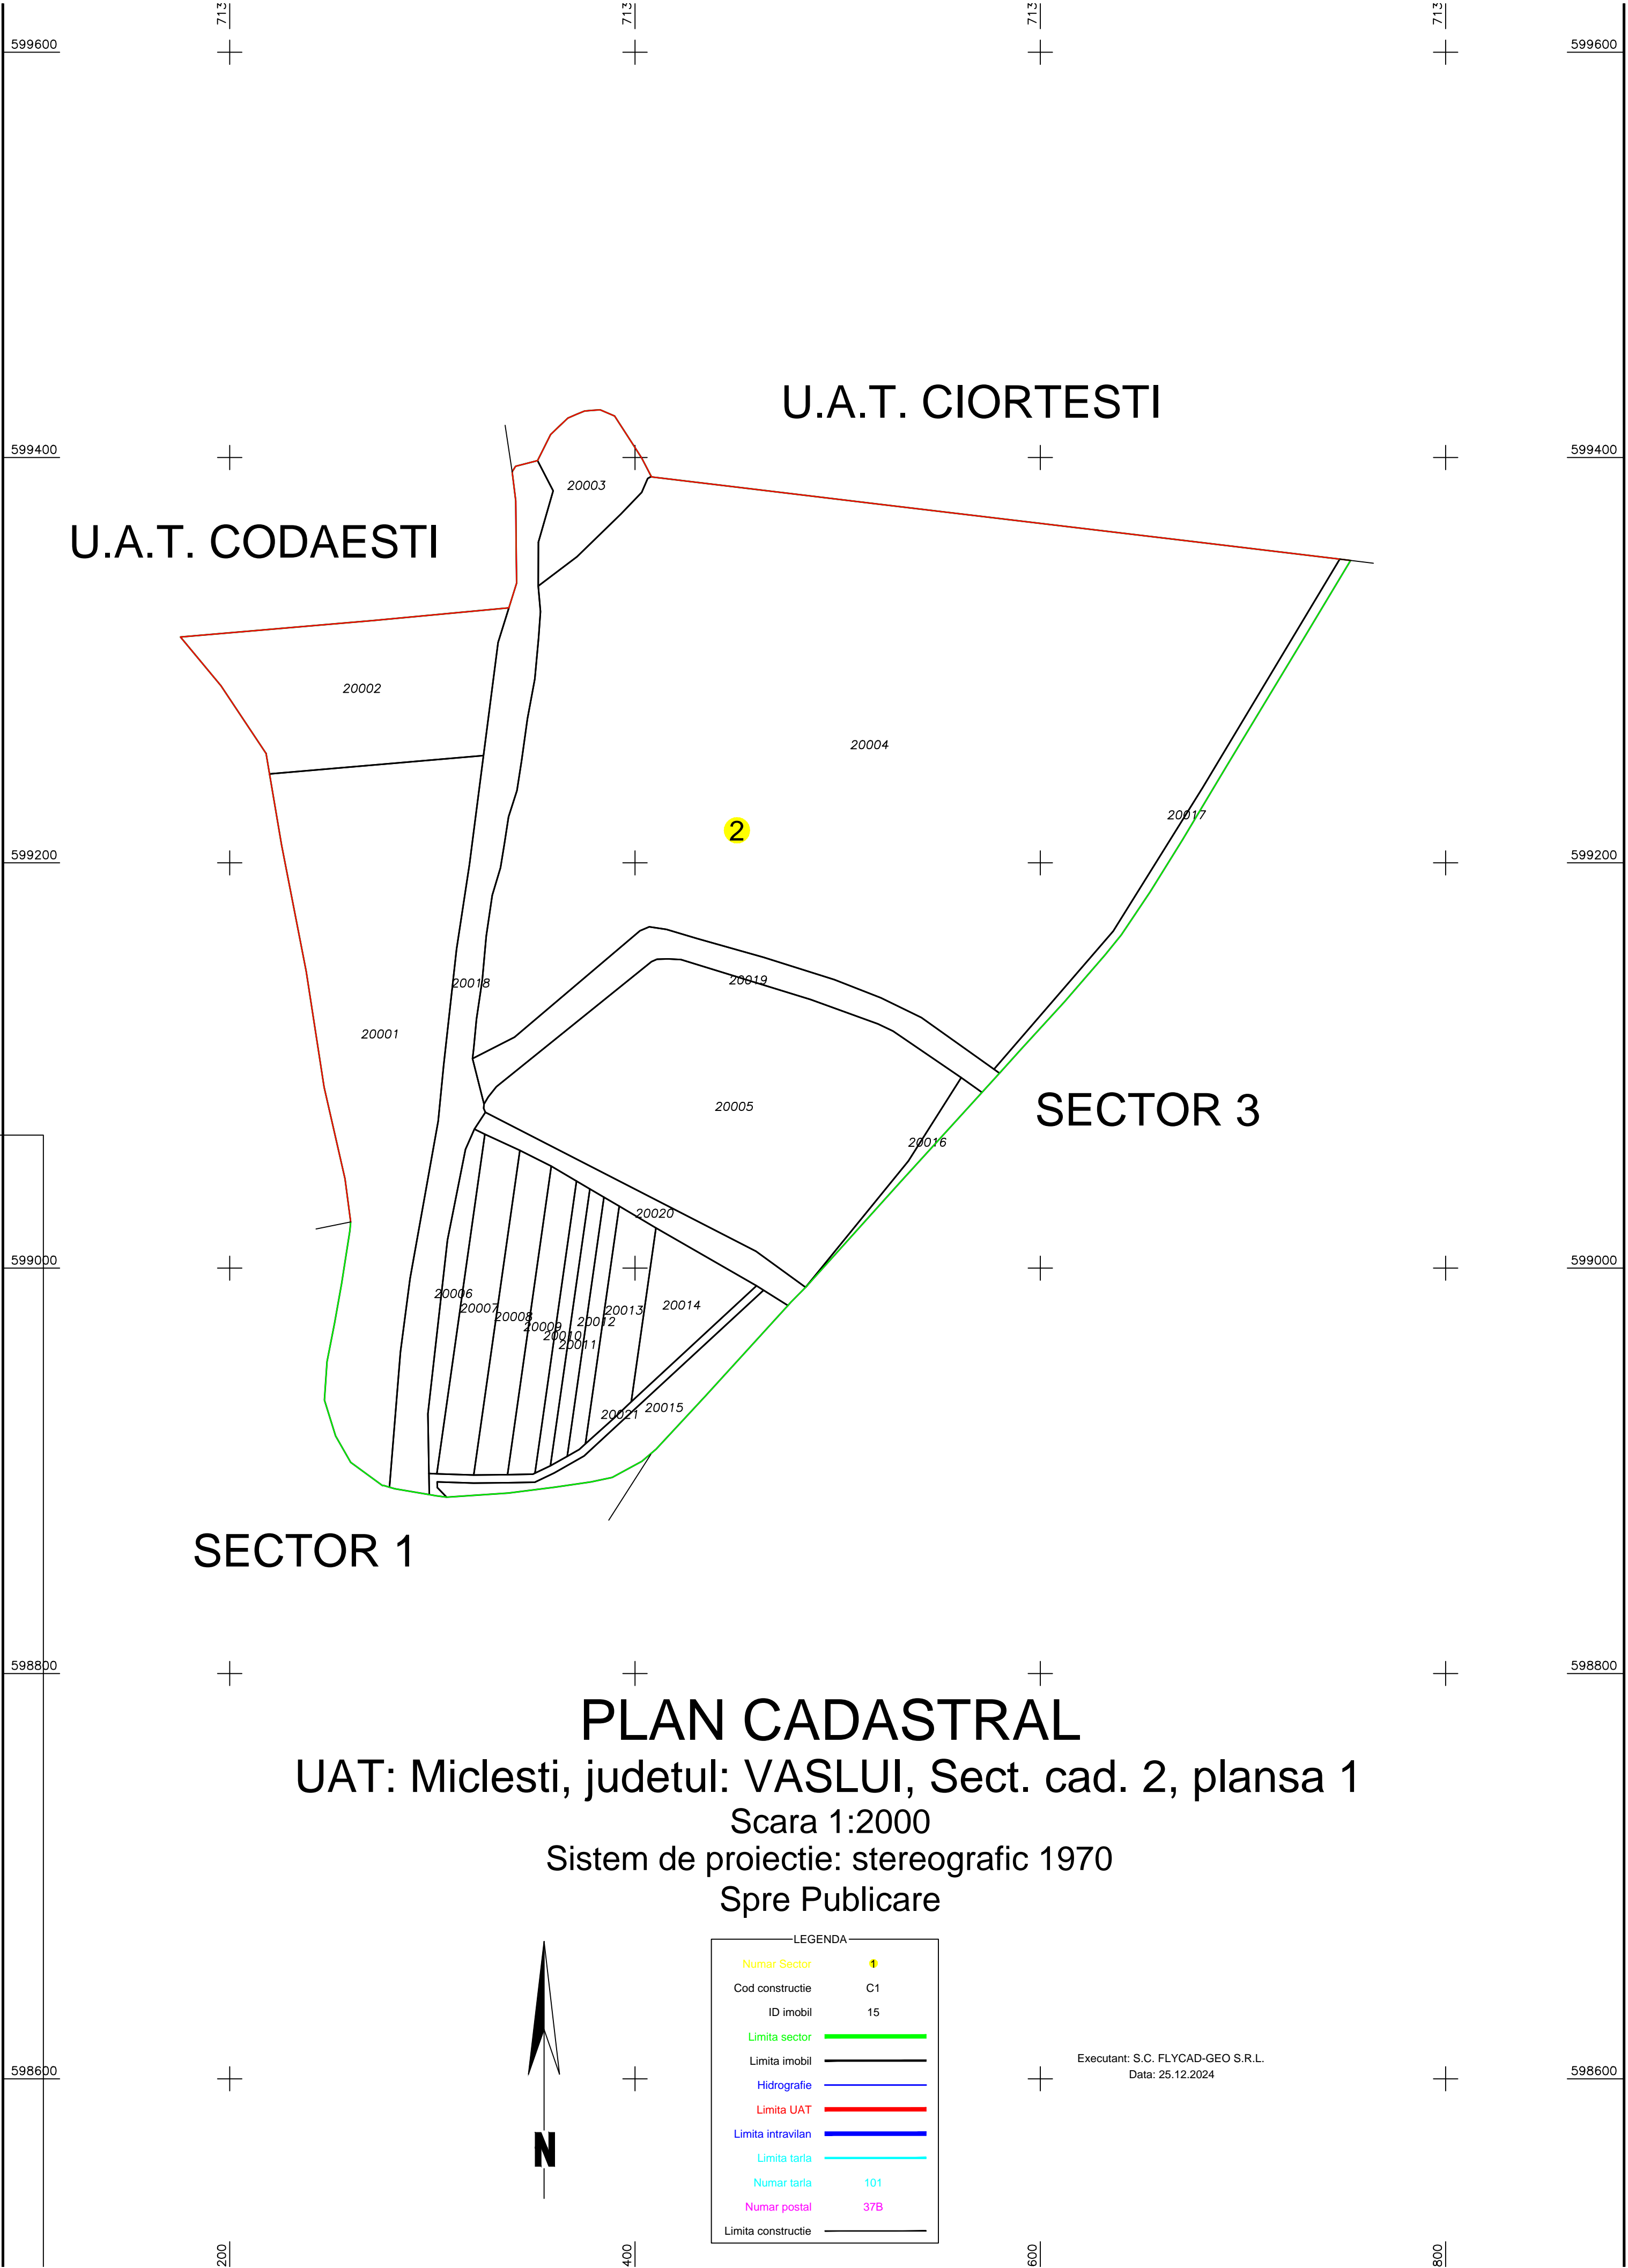 713
713
713
713
599600
599600
U.A.T. CIORTESTI
599400
599400
20003
U.A.T. CODAESTI
20002
20004
20017
2
599200
599200
20018
20019
20001
20005
SECTOR 3
20016
20020
599000
599000
20006
20007
20008
20009
20010
20011
20012
20013
20014
20015
20021
SECTOR 1
598800
598800
PLAN CADASTRAL
UAT: Miclesti, judetul: VASLUI, Sect. cad. 2, plansa 1
Scara 1:2000
Sistem de proiectie: stereografic 1970
Spre Publicare
LEGENDA
Numar Sector 1
Cod constructie C1
ID imobil 15
Limita sector
Limita imobil
Hidrografie
Limita UAT
Limita intravilan
Limita tarla
Numar tarla 101
Numar postal 37B
Limita constructie
N
Executant: S.C. FLYCAD-GEO S.R.L.
Data: 25.12.2024
598600
598600
200
400
600
800